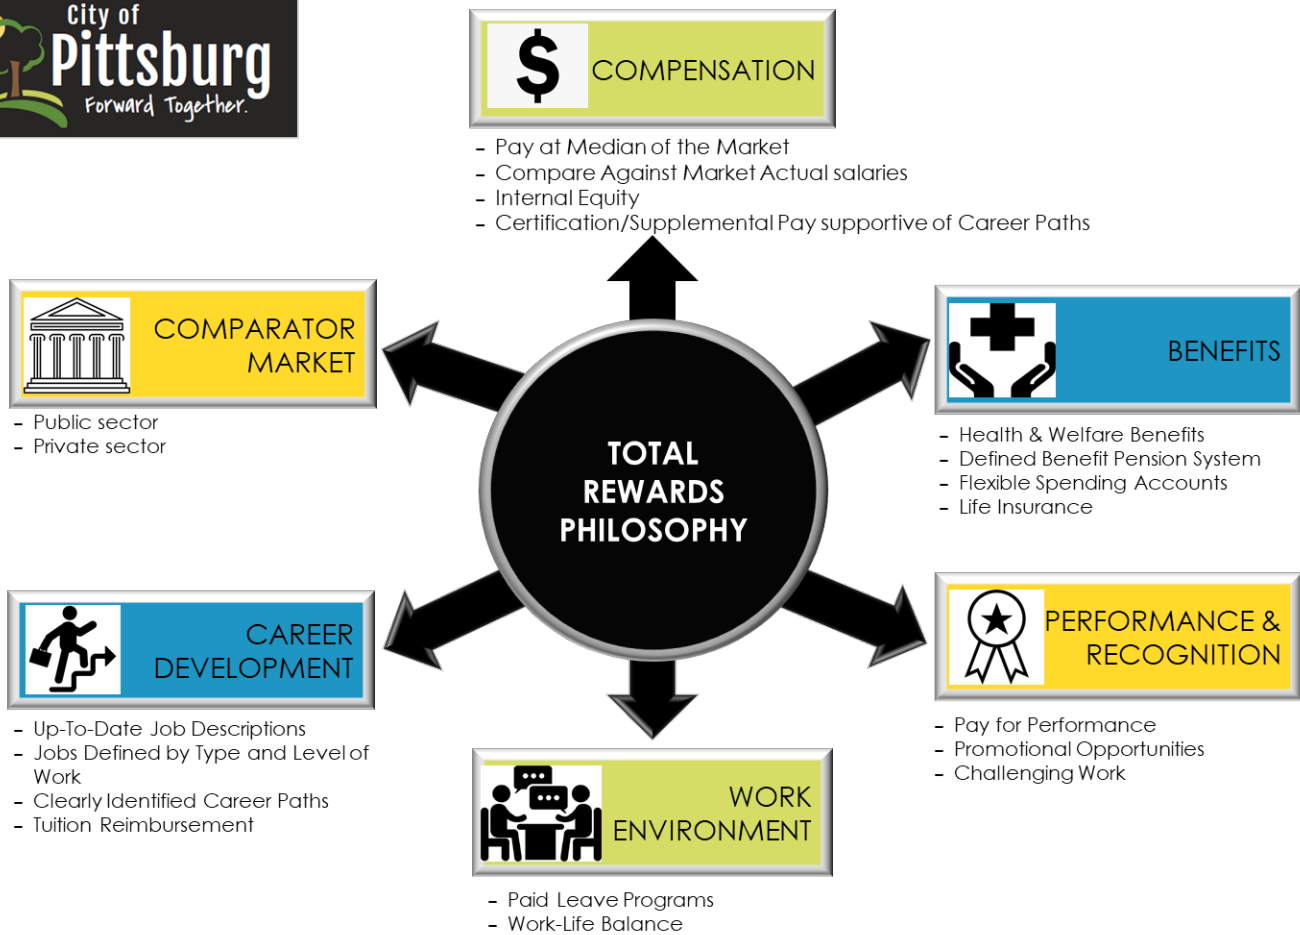 City of
Pittsburg
Forward Together.
$
COMPENSATION
- Pay at Median of the Market
- Compare Against Market Actual salaries
- Internal Equity
- Certification/Supplemental Pay supportive of Career Paths
COMPARATOR
MARKET
- Public sector
- Private sector
BENEFITS
- Health & Welfare Benefits
- Defined Benefit Pension System
- Flexible Spending Accounts
- Life Insurance
TOTAL
REWARDS
PHILOSOPHY
CAREER
DEVELOPMENT
- Up-To-Date Job Descriptions
- Jobs Defined by Type and Level of
Work
- Clearly Identified Career Paths
- Tuition Reimbursement
PERFORMANCE &
RECOGNITION
- Pay for Performance
- Promotional Opportunities
- Challenging Work
WORK
ENVIRONMENT
- Paid Leave Programs
- Work-Life Balance